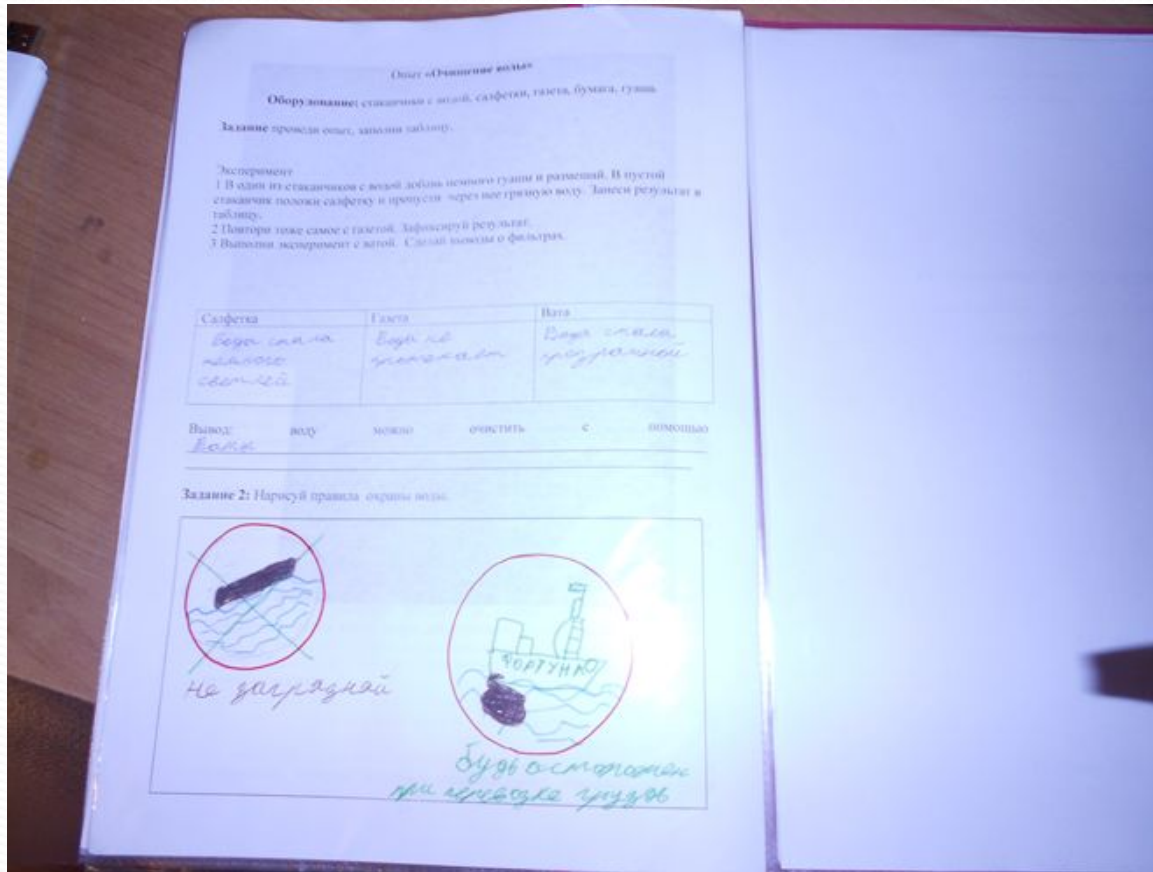 Опыт «Очищение воды»
Оборудование: стаканчики с водой, салфетки, газета, бумага, гуашь.
Задание проведи опыт, заполни таблицу.
Эксперимент
1 В один из стаканчиков с водой добавь немного гуаши и размешай. В пустой
стаканчик положи салфетку и пропусти через нее грязную воду. Занеси результат в
таблицу.
2 Повтори тоже самое с газетой. Зафиксируй результат.
3 Выполни эксперимент с ватой. Сделай выводы о фильтрах.
Салфетка Газета Вата
Вода стала Вода не Вода стала
немного протекает прозрачной
светлей
Вывод: воду можно очистить с помощью
Ваты
Задание 2: Нарисуй правила охраны воды.
ФОРТУНА
не загрязняй
будь осторожен
при перевозке грузов